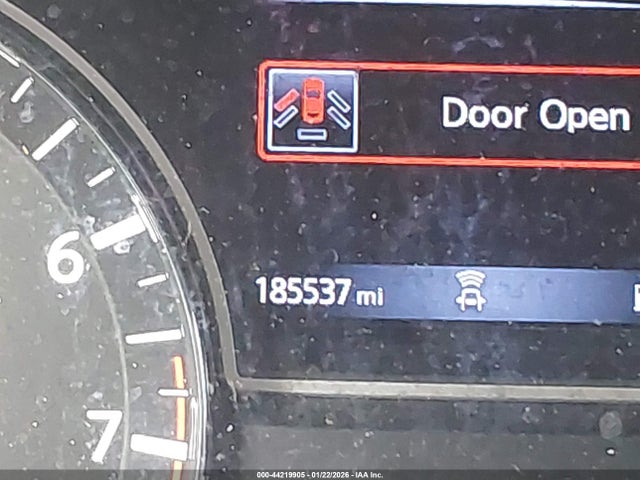 Door Open
6
185537 mi
7
000-44219905 - 01/22/2026 - IAA Inc.